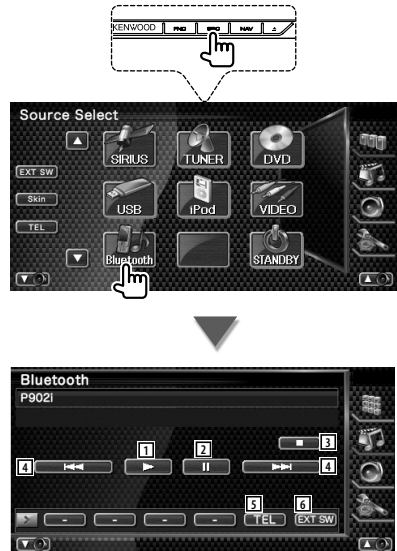 KENWOOD FNC SRC NAV
Source Select
SIRIUS TUNER DVD
EXT SW
Skin
USB iPod VIDEO
TEL
Bluetooth STANDBY
Bluetooth
P902i
1 2
3
4 4
5 6
TEL EXT SW